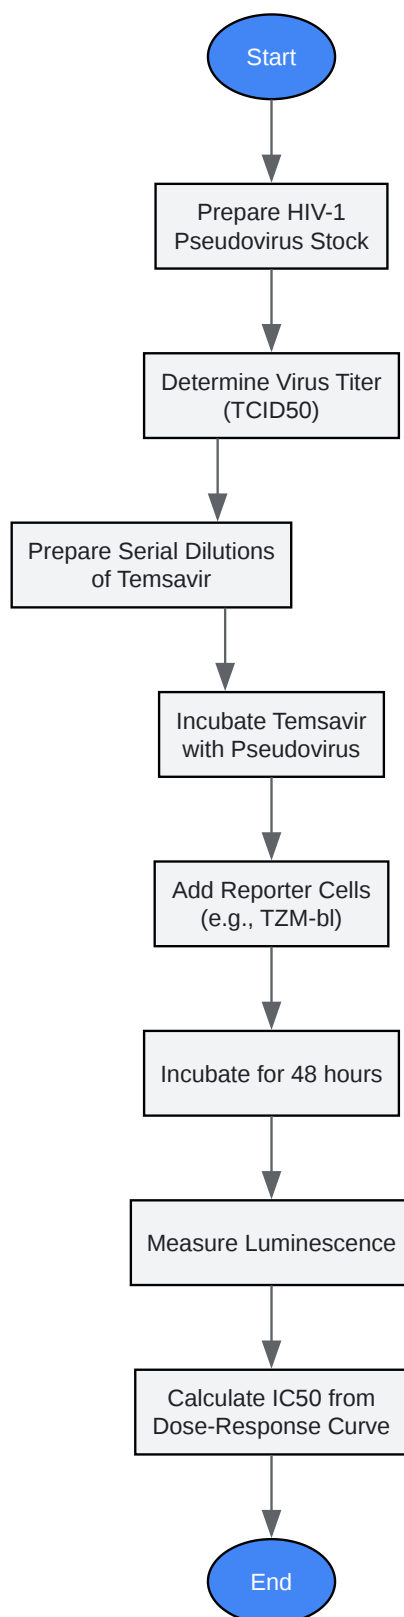 Start
Prepare HIV-1
Pseudovirus Stock
Determine Virus Titer
(TCID50)
Prepare Serial Dilutions
of Temsavir
Incubate Temsavir
with Pseudovirus
Add Reporter Cells
(e.g., TZM-bl)
Incubate for 48 hours
Measure Luminescence
Calculate IC50 from
Dose-Response Curve
End